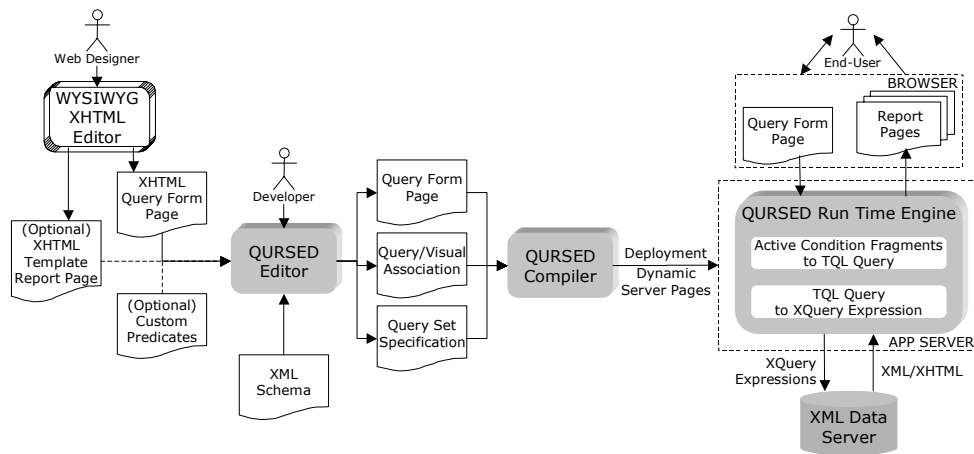 Web Designer
WYSIWYG
XHTML
Editor
XHTML
Query Form
Page
(Optional)
XHTML
Template
Report Page
(Optional)
Custom
Predicates
Developer
QURSED
Editor
XML
Schema
Query Form
Page
Query/Visual
Association
Query Set
Specification
QURSED
Compiler
Deployment
Dynamic
Server Pages
End-User
BROWSER
Query Form
Page
Report
Pages
QURSED Run Time Engine
Active Condition Fragments
to TQL Query
TQL Query
to XQuery Expression
APP SERVER
XQuery
Expressions
XML/XHTML
XML Data
Server